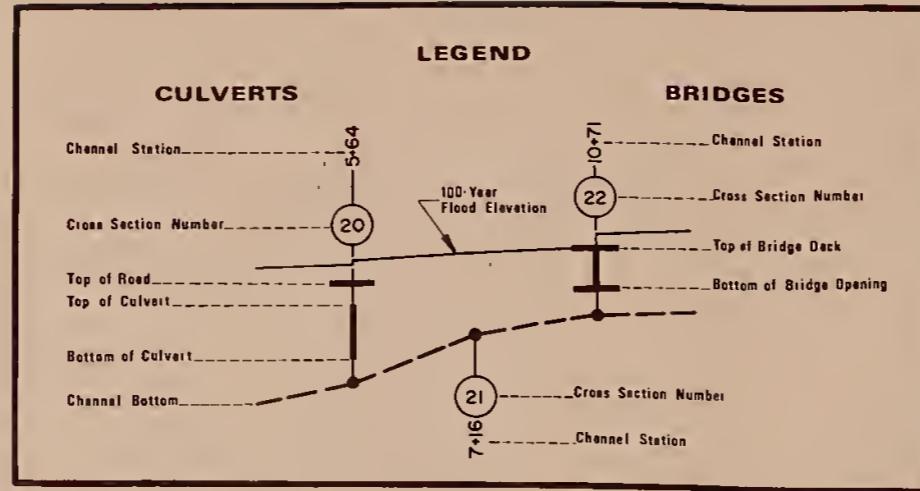 LEGEND
CULVERTS
BRIDGES
Channel Station
5+64
10+71
Channel Station
100-Year
Flood Elevation
Cross Section Number
20
22
Cross Section Number
Top of Road
Top of Culvert
Top of Bridge Deck
Bottom of Bridge Opening
Bottom of Culvert
Channel Bottom
21
Cross Section Number
7+16
Channel Station